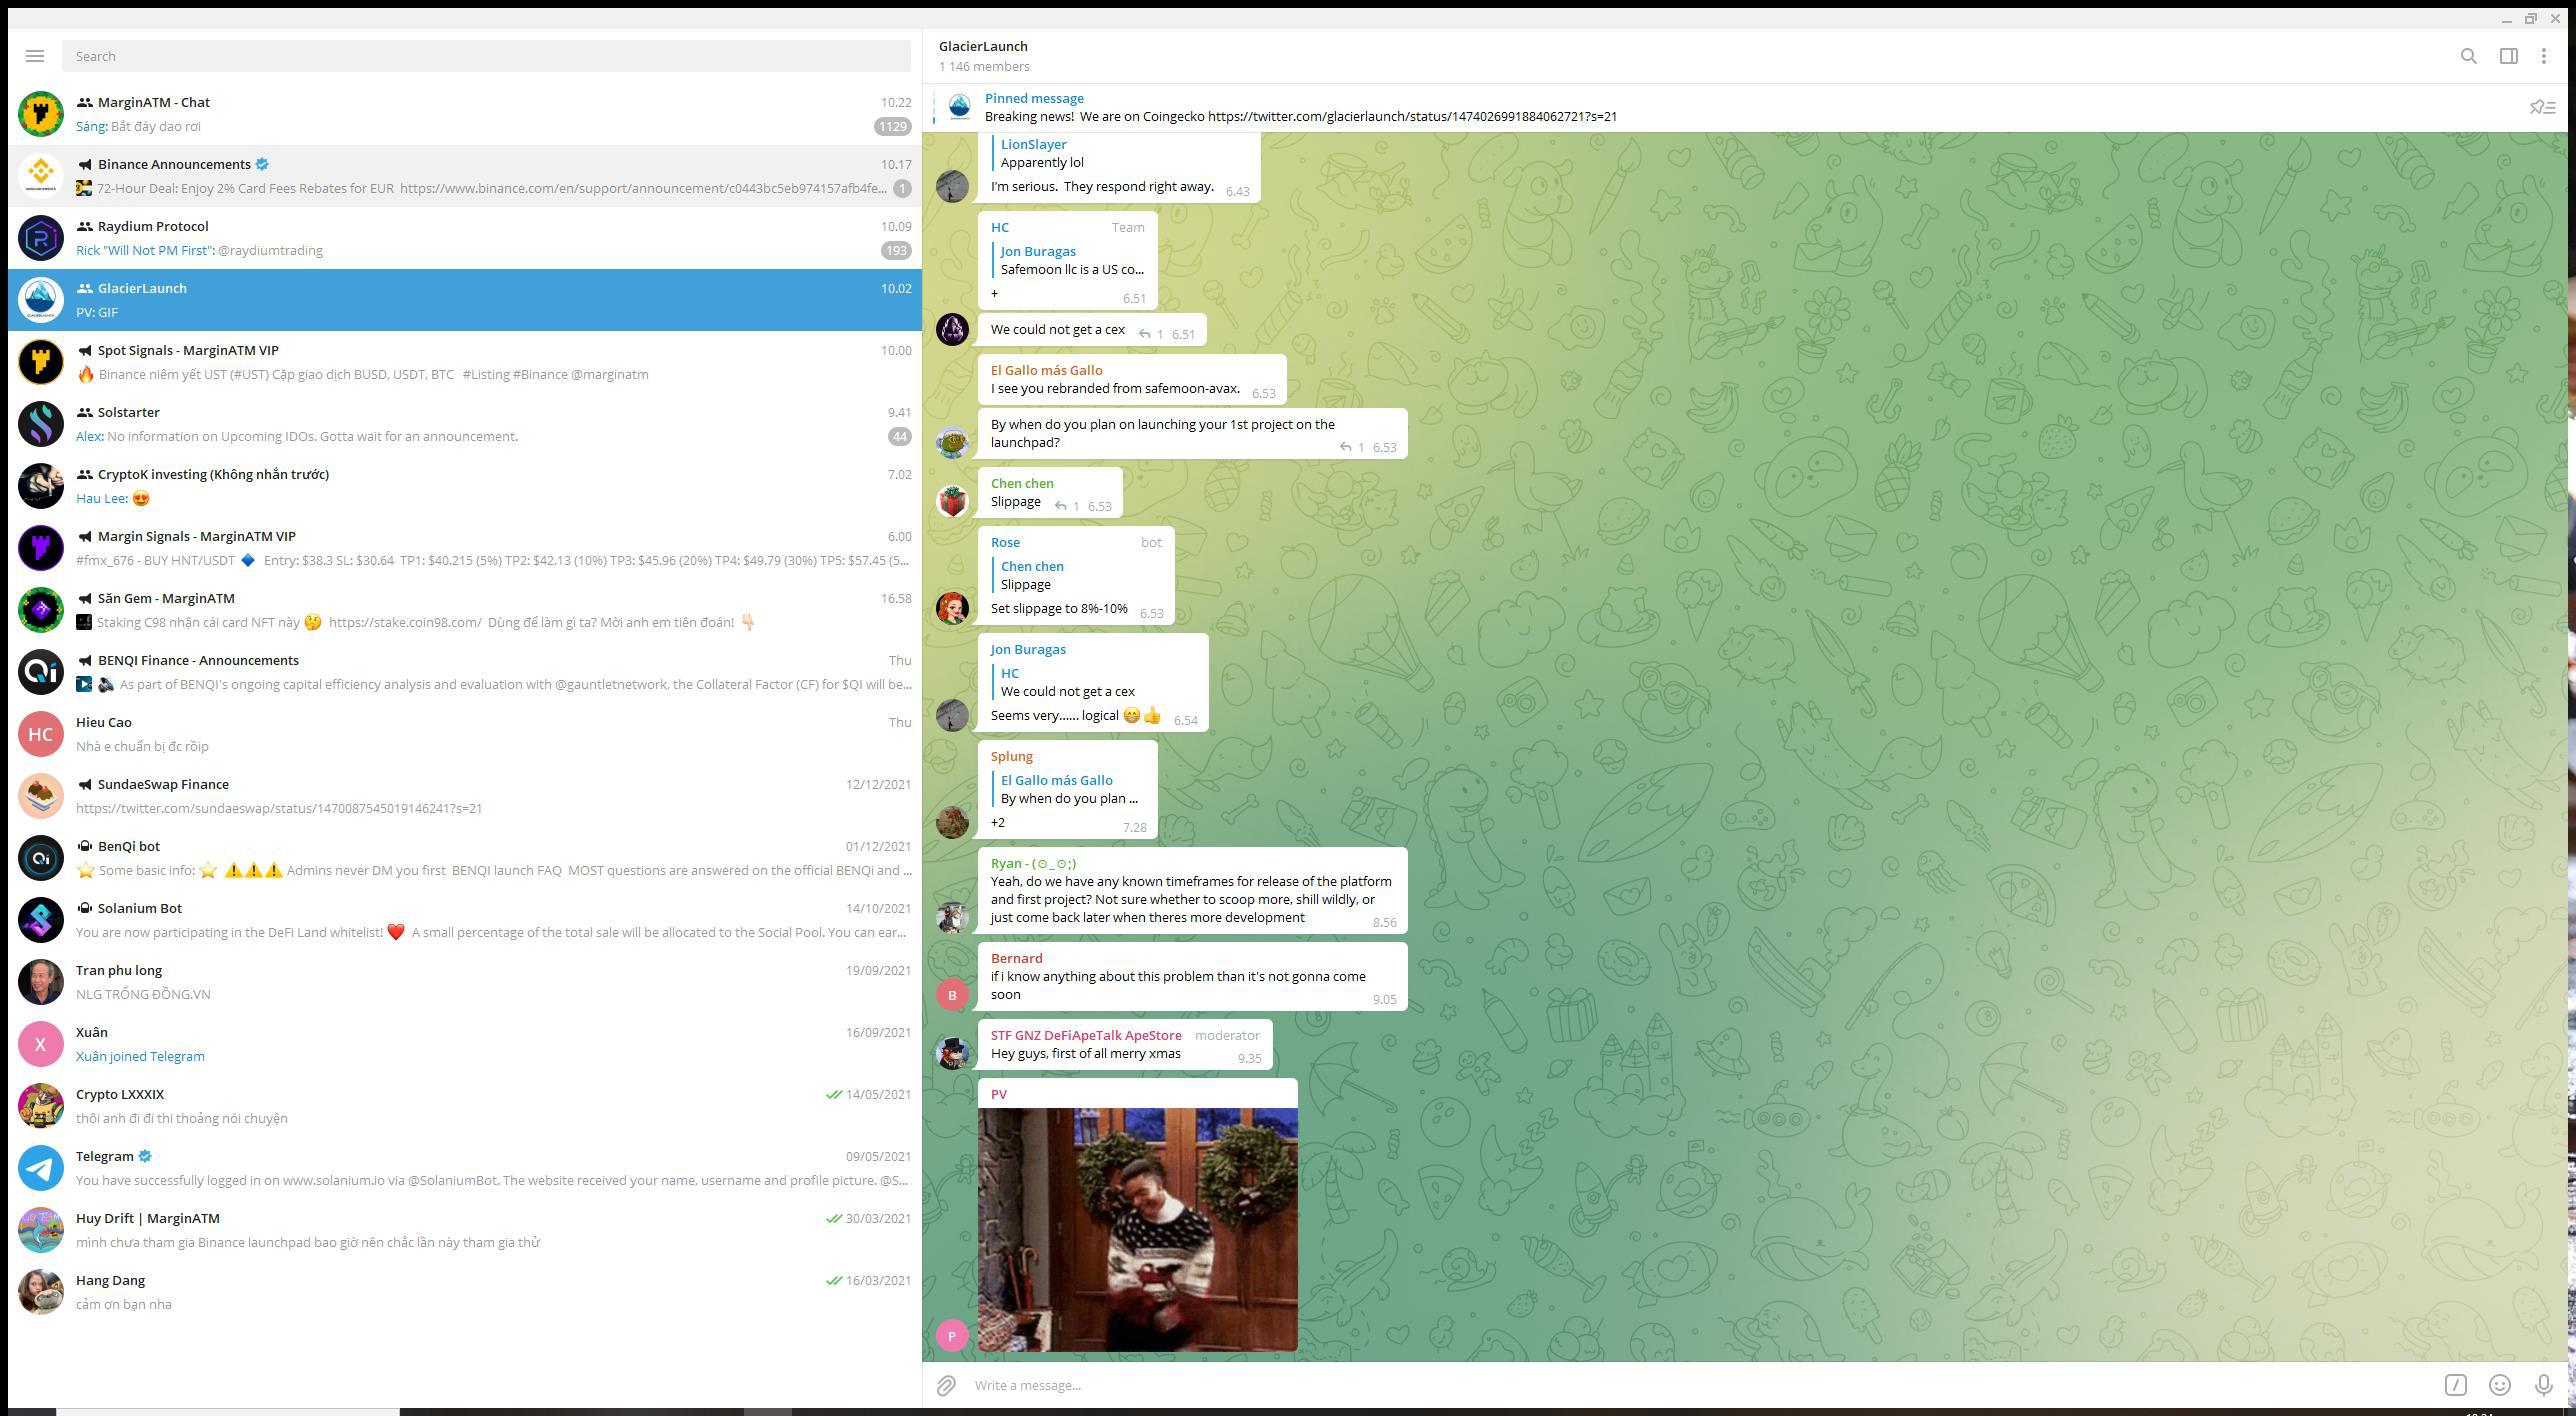 Search
MarginATM - Chat
10.22
Sáng: Bắt đáy dao rơi
1129
Binance Announcements
10.17
72-Hour Deal: Enjoy 2% Card Fees Rebates for EUR https://www.binance.com/en/support/announcement/c0443bc5eb974157afb4fe...
1
Raydium Protocol
10.09
Rick "Will Not PM First": @raydiumtrading
193
GlacierLaunch
10.02
PV: GIF
Spot Signals - MarginATM VIP
10.00
🔥 Binance niêm yết UST (#UST) Cặp giao dịch BUSD, USDT, BTC #Listing #Binance @marginatm
Solstarter
9.41
Alex: No information on Upcoming IDOs. Gotta wait for an announcement.
44
CryptoK investing (Không nhắn trước)
7.02
Hau Lee: 😍
Margin Signals - MarginATM VIP
6.00
#fmx_676 - BUY HNT/USDT 🔷 Entry: $38.3 SL: $30.64 TP1: $40.215 (5%) TP2: $42.13 (10%) TP3: $45.96 (20%) TP4: $49.79 (30%) TP5: $57.45 (5...
Săn Gem - MarginATM
16.58
Staking C98 nhận cái card NFT này 🤔 https://stake.coin98.com/ Dùng để làm gì ta? Mời anh em tiên đoán! 👇🏻
BENQI Finance - Announcements
Thu
🔊 As part of BENQI's ongoing capital efficiency analysis and evaluation with @gauntletnetwork, the Collateral Factor (CF) for $QI will be...
HC
Hieu Cao
Thu
Nhà e chuẩn bị đc rồip
SundaeSwap Finance
12/12/2021
https://twitter.com/sundaeswap/status/1470087545019146241?s=21
BenQi bot
01/12/2021
⭐ Some basic info: ⭐ ⚠️⚠️⚠️ Admins never DM you first BENQI launch FAQ MOST questions are answered on the official BENQi and ...
Solanium Bot
14/10/2021
You are now participating in the DeFi Land whitelist! ❤️ A small percentage of the total sale will be allocated to the Social Pool. You can ear...
Tran phu long
19/09/2021
NLG TRỐNG ĐỒNG.VN
X
Xuân
16/09/2021
Xuân joined Telegram
Crypto LXXXIX
14/05/2021
thôi anh đi đi thi thoảng nói chuyện
Telegram
09/05/2021
You have successfully logged in on www.solanium.io via @SolaniumBot. The website received your name, username and profile picture. @S...
Huy Drift | MarginATM
30/03/2021
mình chưa tham gia Binance launchpad bao giờ nên chắc lần này tham gia thử
Hang Dang
16/03/2021
cảm ơn bạn nha
GlacierLaunch
1 146 members
Pinned message
Breaking news! We are on Coingecko https://twitter.com/glacierlaunch/status/1474026991884062721?s=21
LionSlayer
Apparently lol
I'm serious. They respond right away. 6.43
HC Team
Jon Buragas
Safemoon llc is a US co...
+ 6.51
We could not get a cex 1 6.51
El Gallo más Gallo
I see you rebranded from safemoon-avax. 6.53
By when do you plan on launching your 1st project on the
launchpad? 1 6.53
Chen chen
Slippage 1 6.53
Rose bot
Chen chen
Slippage
Set slippage to 8%-10% 6.53
Jon Buragas
HC
We could not get a cex
Seems very...... logical 😁👍 6.54
Splung
El Gallo más Gallo
By when do you plan ...
+2 7.28
Ryan - (⊙_⊙;)
Yeah, do we have any known timeframes for release of the platform
and first project? Not sure whether to scoop more, shill wildly, or
just come back later when theres more development 8.56
Bernard
if i know anything about this problem than it's not gonna come
soon 9.05
B
STF GNZ DeFiApeTalk ApeStore moderator
Hey guys, first of all merry xmas 9.35
PV
P
Write a message...